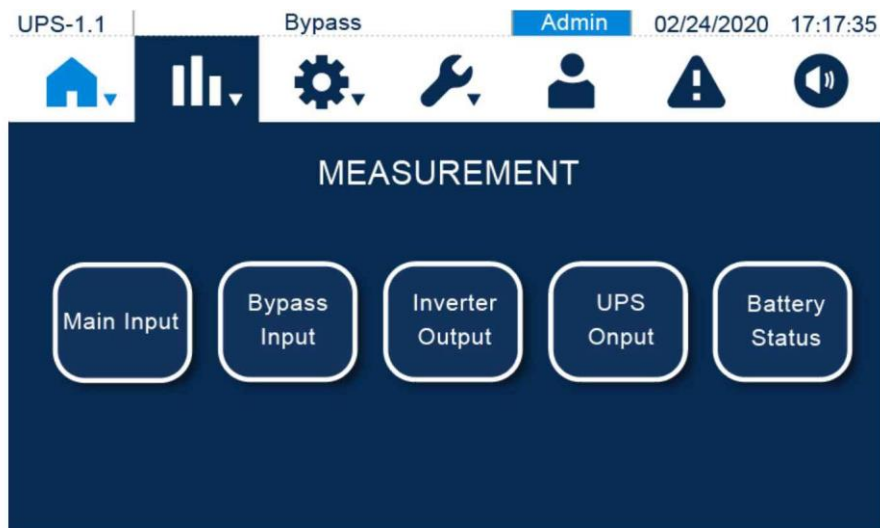 UPS-1.1 Bypass Admin 02/24/2020 17:17:35
MEASUREMENT
Main Input
Bypass
Input
Inverter
Output
UPS
Onput
Battery
Status